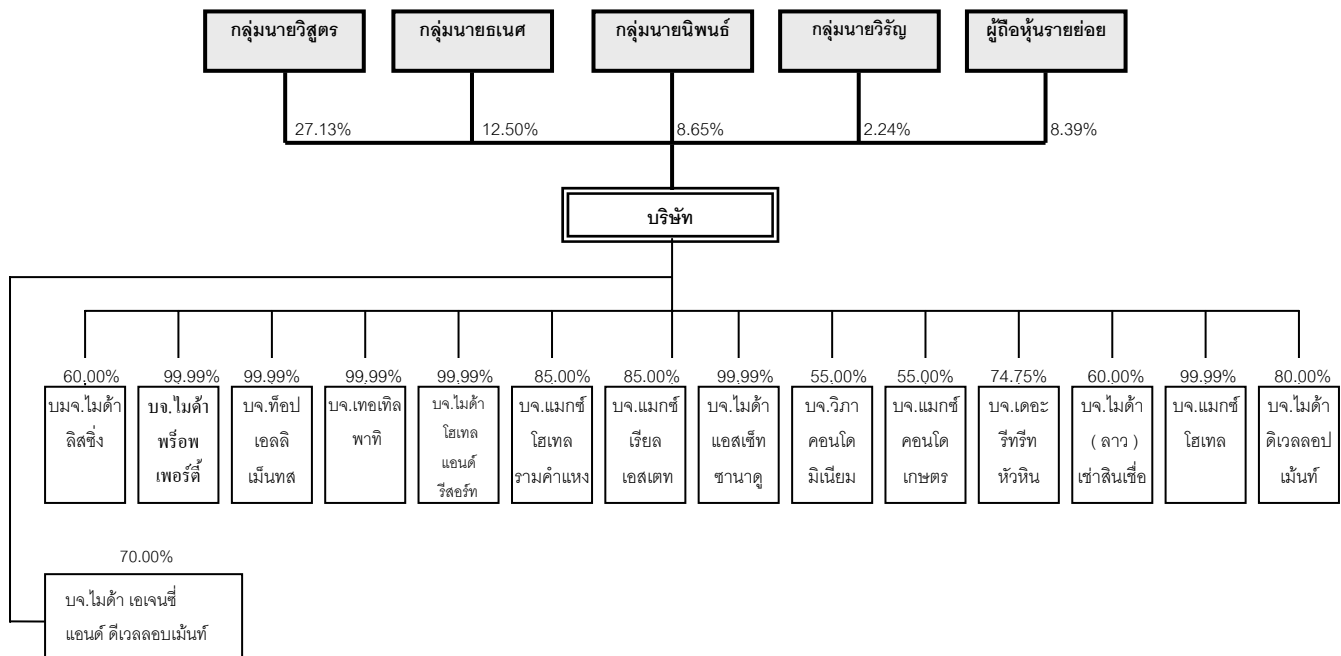 กลุ่มนายวิสูตร
กลุ่มนายธเนศ
กลุ่มนายนิพนธ์
กลุ่มนายวิรัญ
ผู้ถือหุ้นรายย่อย
27.13%
12.50%
8.65%
2.24%
8.39%
บริษัท
60.00%
บมจ.ไมด้า
ลิสซิ่ง
99.99%
บจ.ไมด้า
พร็อพ
เพอร์ตี้
99.99%
บจ.ท็อป
เอลลิ
เม็นทส
99.99%
บจ.เทอเทิล
พาทิ
99.99%
บจ.ไมด้า
โฮเทล
แอนด์
รีสอร์ท
85.00%
บจ.แมกซ์
โฮเทล
รามคำแหง
85.00%
บจ.แมกซ์
เรียล
เอสเตท
99.99%
บจ.ไมด้า
แอสเซ็ท
ซานาดู
55.00%
บจ.วิภา
คอนโด
มิเนียม
55.00%
บจ.แมกซ์
คอนโด
เกษตร
74.75%
บจ.เดอะ
รีทรีท
หัวหิน
60.00%
บจ.ไมด้า
( ลาว )
เช่าสินเชื่อ
99.99%
บจ.แมกซ์
โฮเทล
80.00%
บจ.ไมด้า
ดิเวลลอป
เม้นท์
70.00%
บจ.ไมด้า เอเจนซี่
แอนด์ ดีเวลลอบเม้นท์